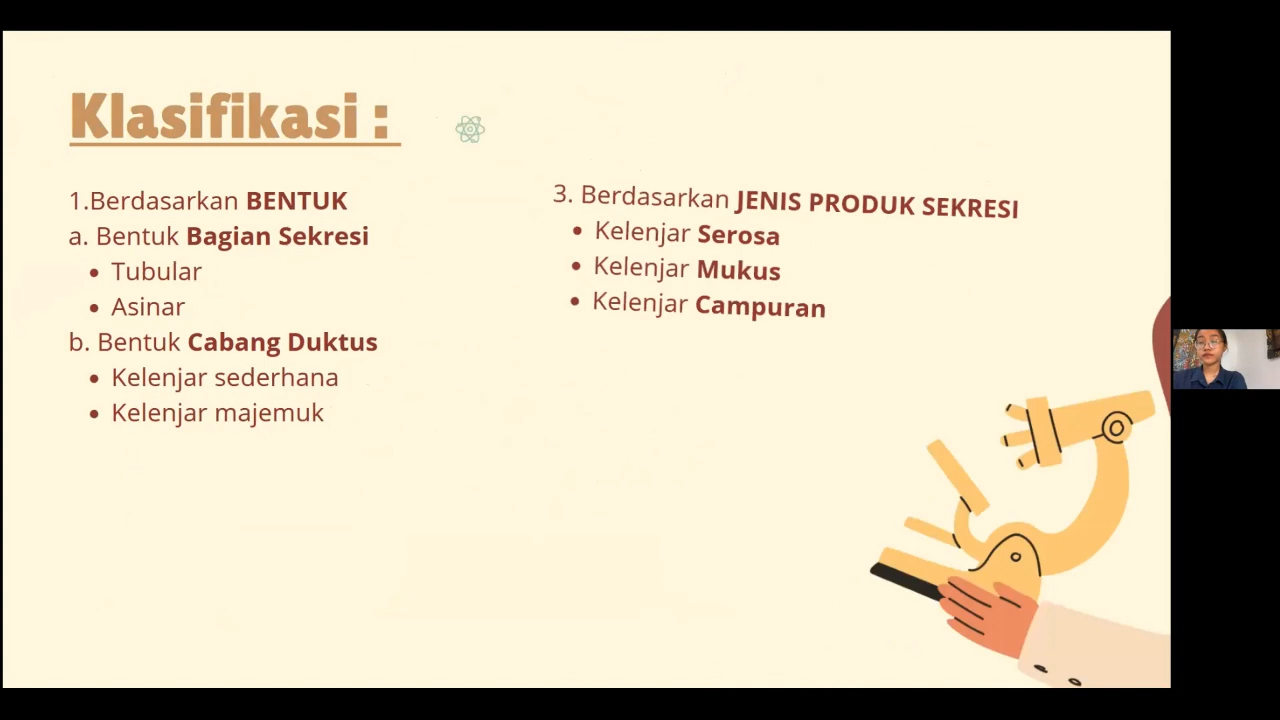 Klasifikasi :
1.Berdasarkan BENTUK
a. Bentuk Bagian Sekresi
• Tubular
• Asinar
b. Bentuk Cabang Duktus
• Kelenjar sederhana
• Kelenjar majemuk
3. Berdasarkan JENIS PRODUK SEKRESI
• Kelenjar Serosa
• Kelenjar Mukus
• Kelenjar Campuran